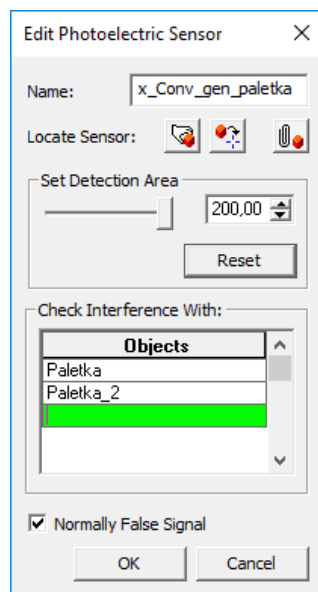 Edit Photoelectric Sensor
Name: x_Conv_gen_paletka
Locate Sensor:
Set Detection Area
200,00
Reset
Check Interference With:
Objects
Paletka
Paletka_2
Normally False Signal
OK Cancel